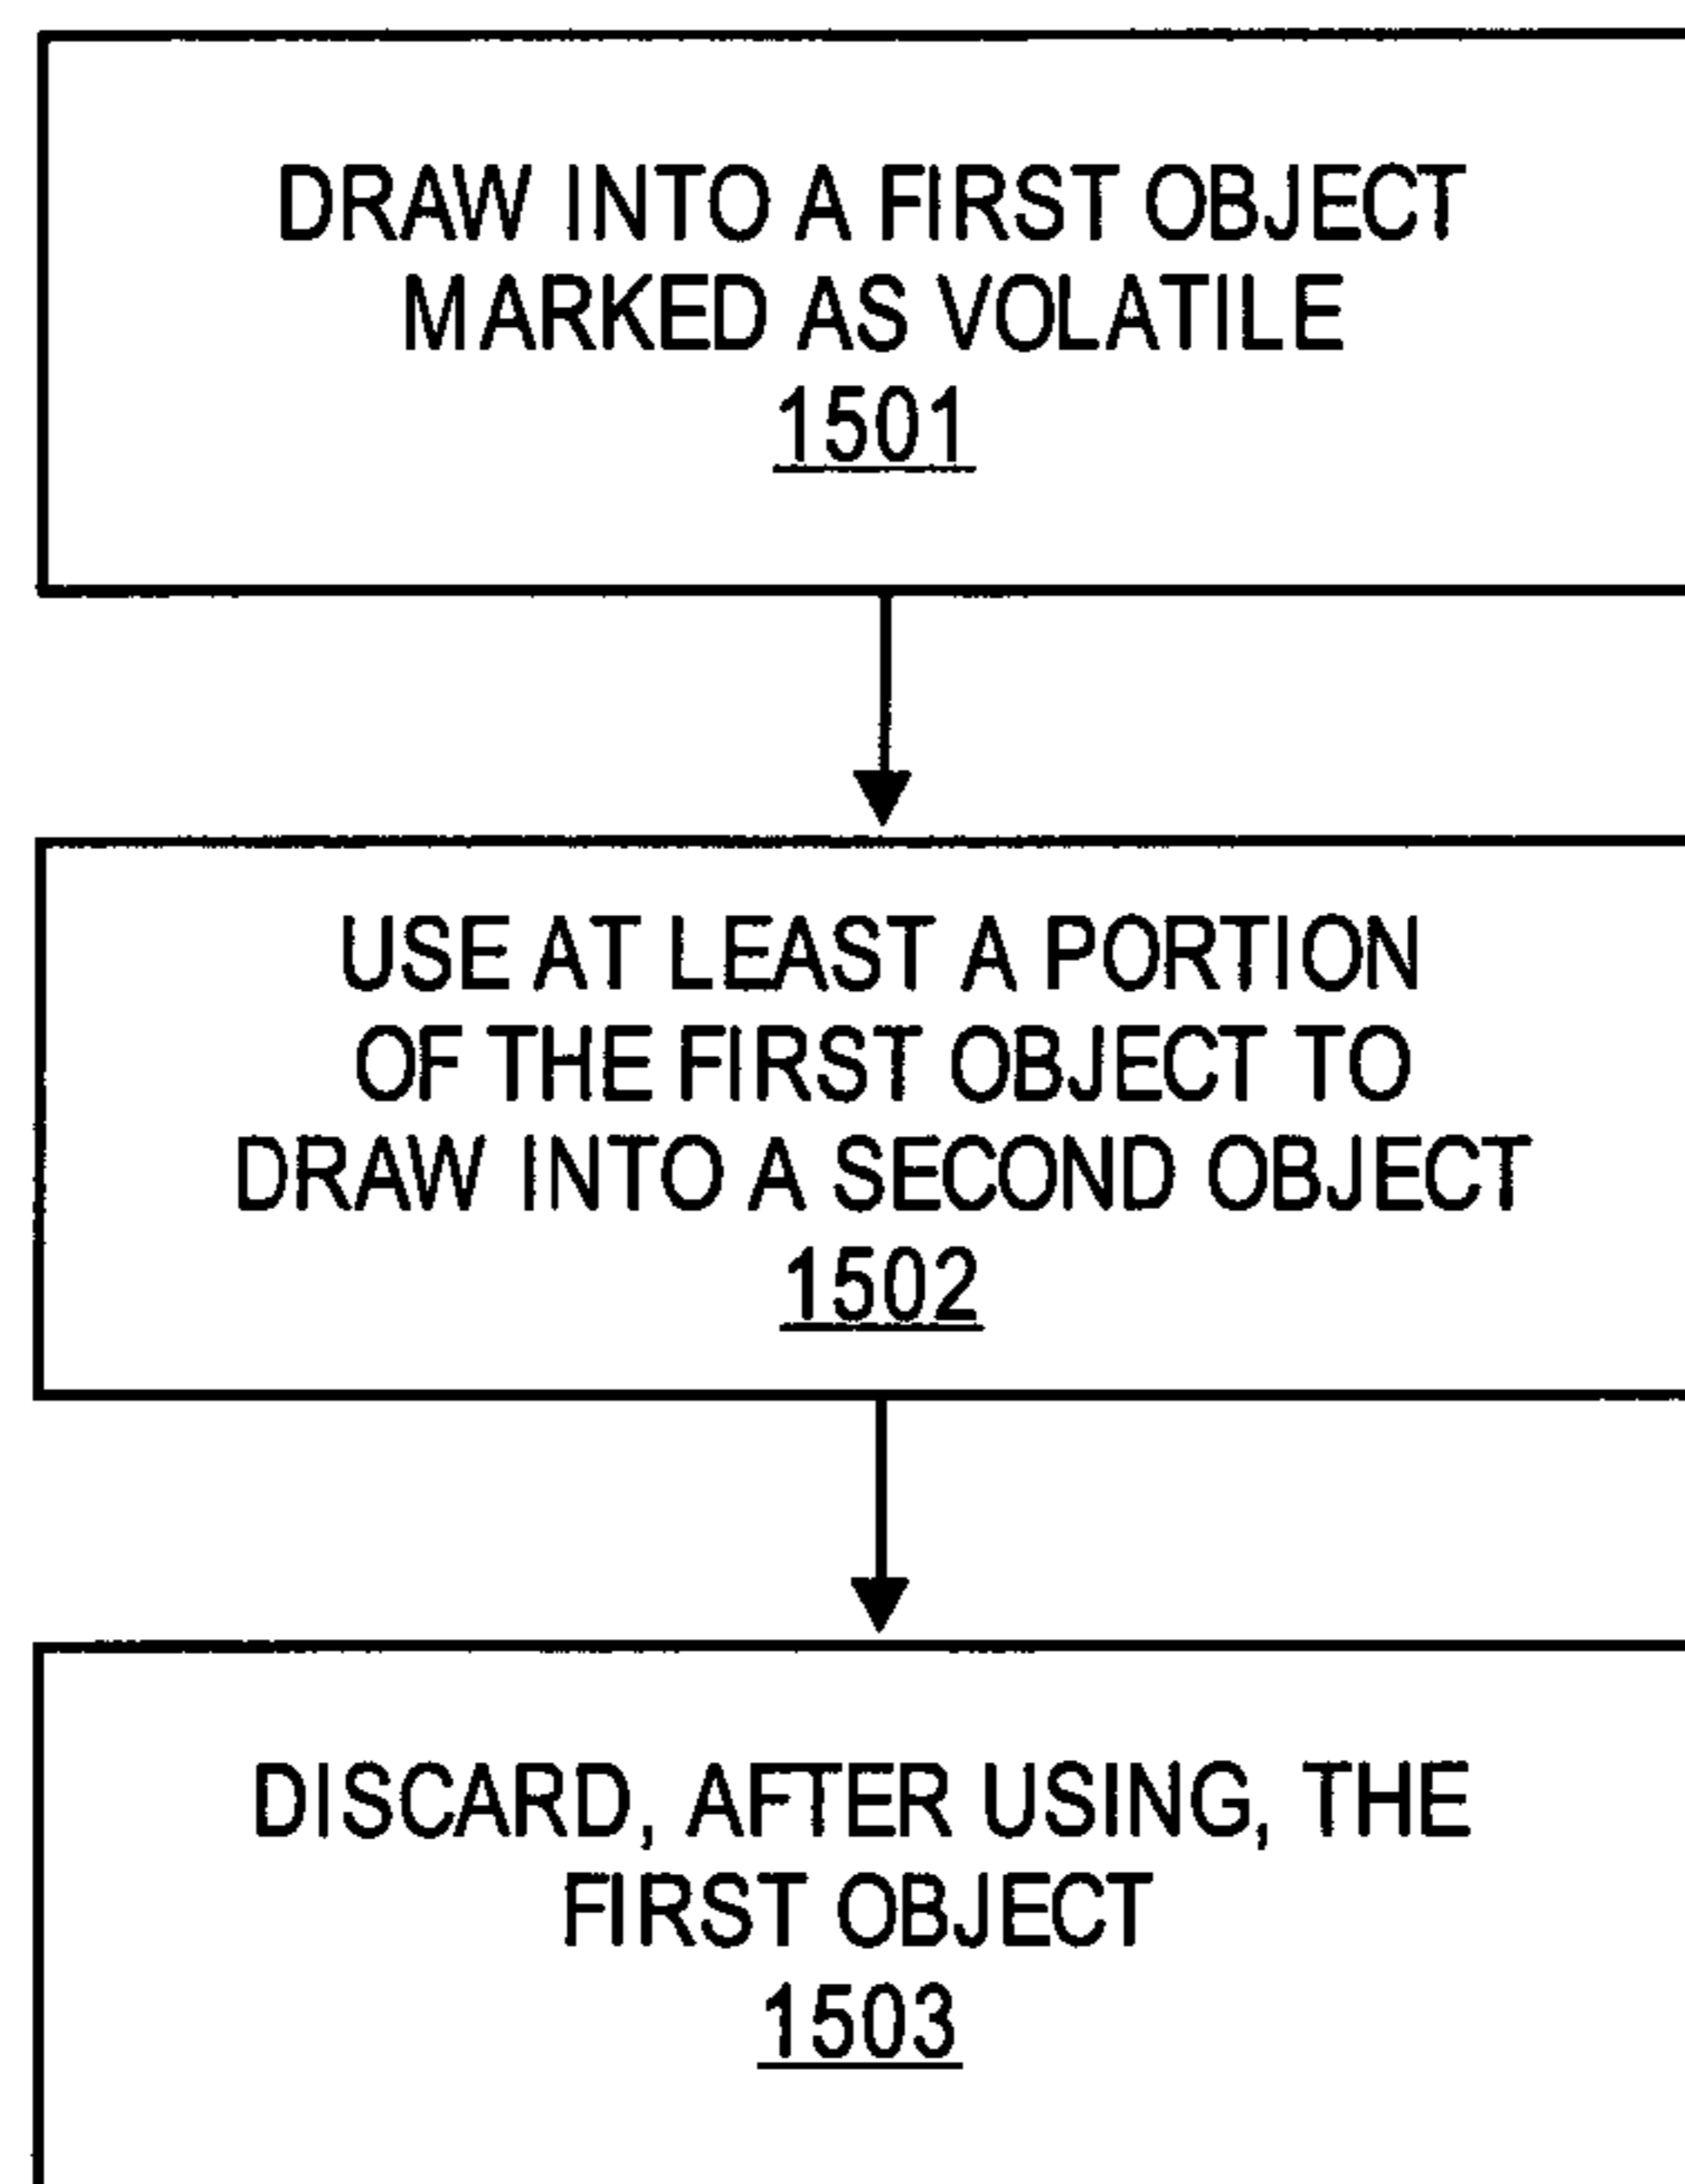 DRAW INTO A FIRST OBJECT
MARKED AS VOLATILE
1501
USE AT LEAST A PORTION
OF THE FIRST OBJECT TO
DRAW INTO A SECOND OBJECT
1502
DISCARD, AFTER USING, THE
FIRST OBJECT
1503